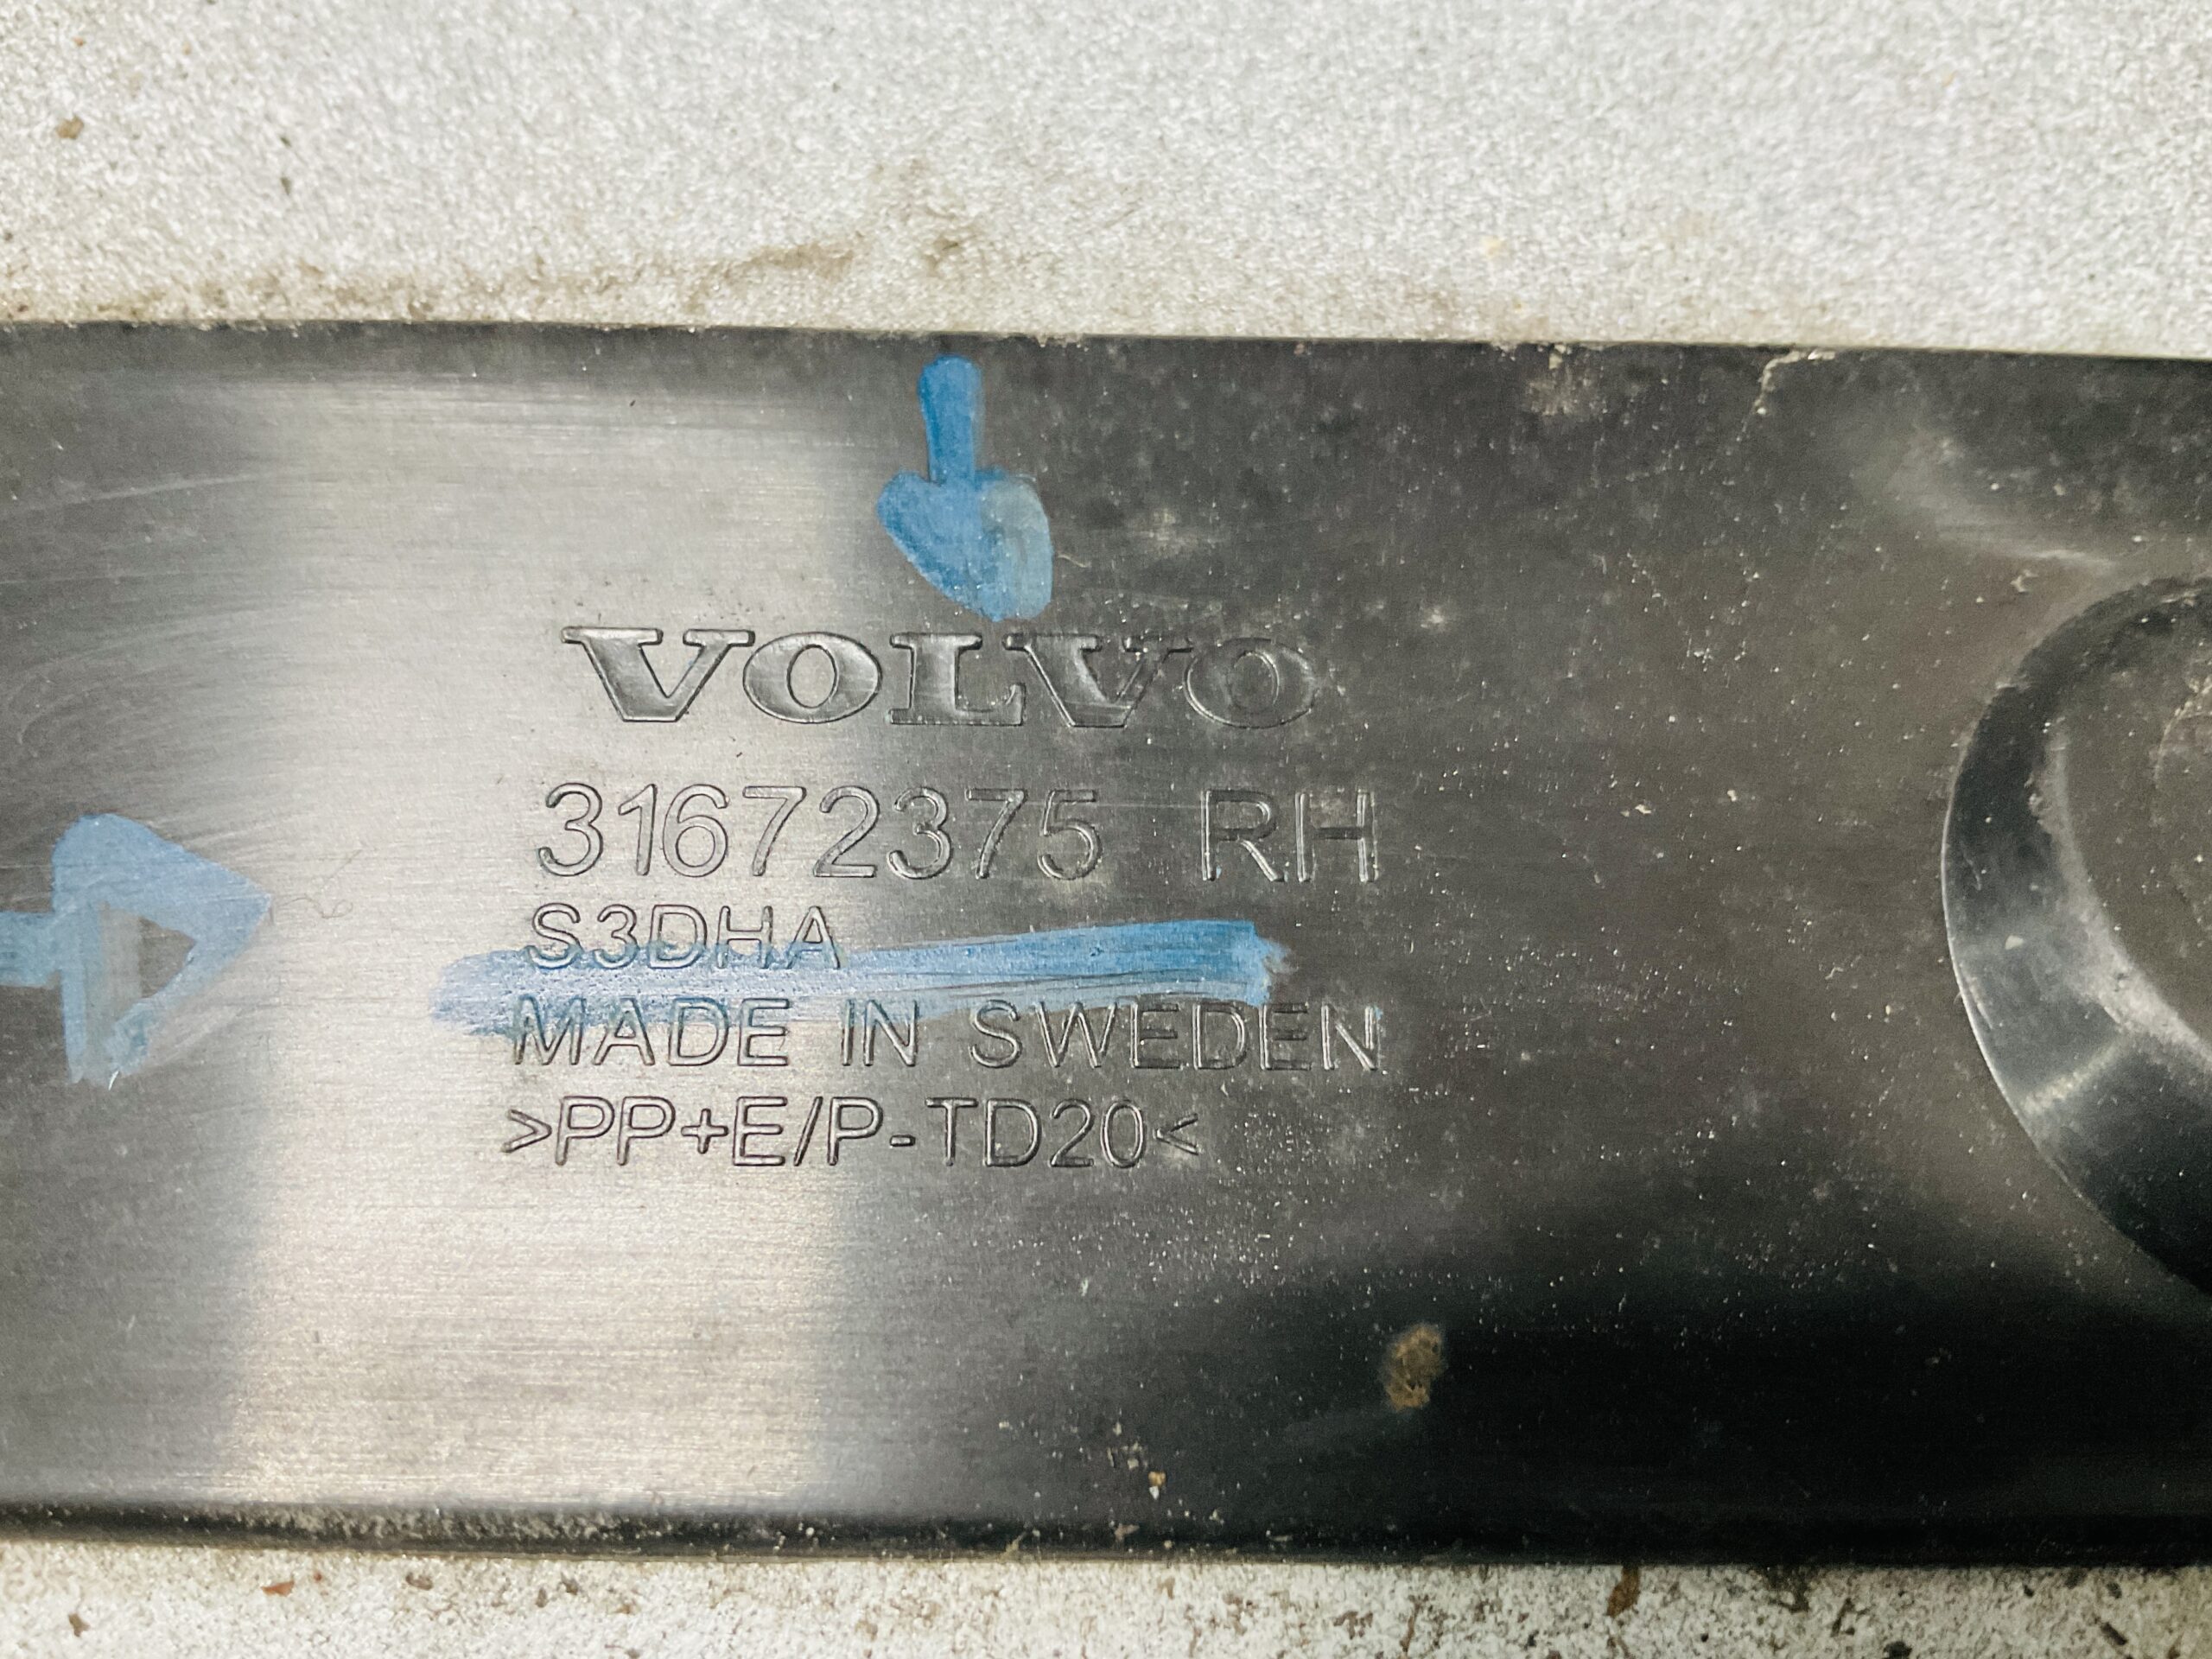 VOLVO
31672375 RH
S3DHA
MADE IN SWEDEN
>PP+E/P-TD20<